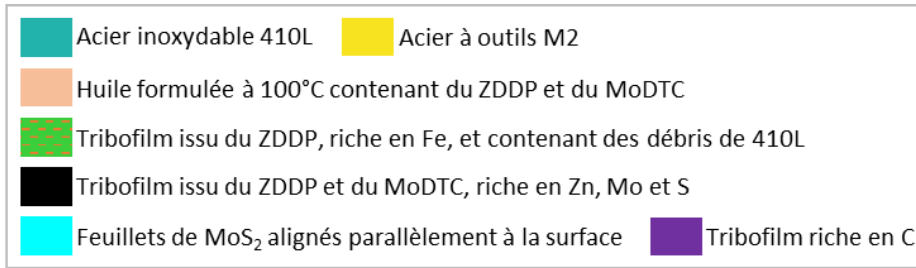 Acier inoxydable 410L Acier à outils M2
Huile formulée à 100°C contenant du ZDDP et du MoDTC
Tribofilm issu du ZDDP, riche en Fe, et contenant des débris de 410L
Tribofilm issu du ZDDP et du MoDTC, riche en Zn, Mo et S
Feuillets de MoS₂ alignés parallèlement à la surface Tribofilm riche en C